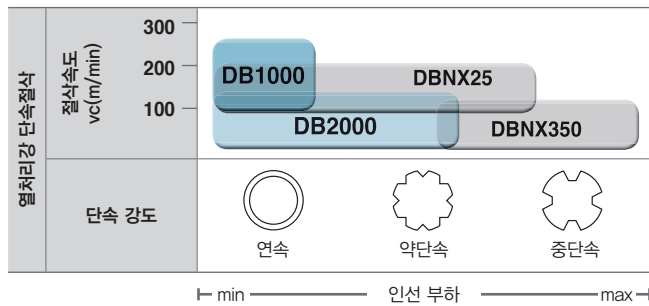 열처리강 단속절삭
절삭속도
vc(m/min)
300
200
100
DB1000
DBNX25
DB2000
DBNX350
단속 강도
연속
약단속
중단속
min
인선 부하
max